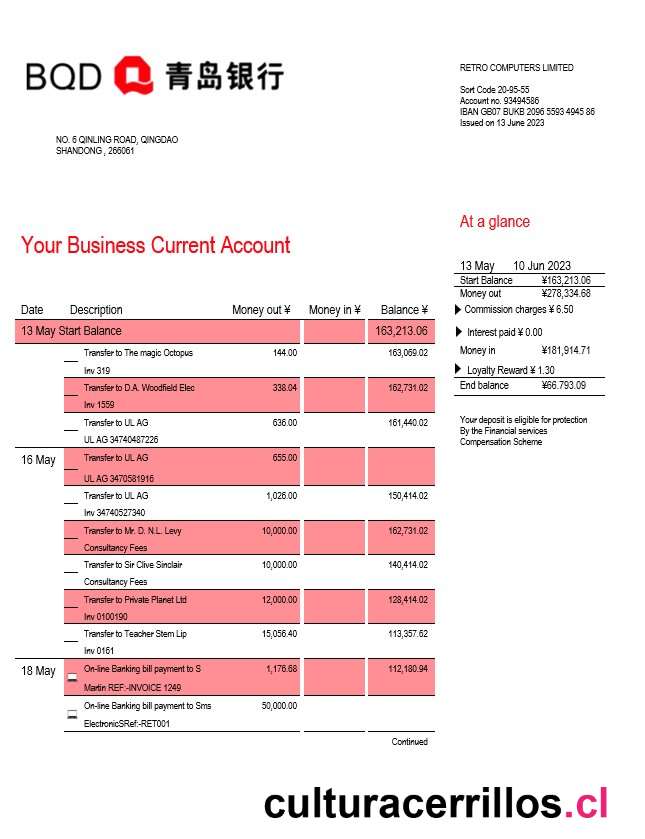 BQD 青岛银行
RETRO COMPUTERS LIMITED
Sort Code 20-95-55
Account no. 93494586
IBAN GB07 BUKB 2096 5593 4945 86
Issued on 13 June 2023
NO. 6 QINLING ROAD, QINGDAO
SHANDONG , 266061
At a glance
Your Business Current Account
13 May 10 Jun 2023
Start Balance ¥163,213.06
Money out ¥278,334.68
Commission charges ¥ 6,50
Interest paid ¥ 0.00
Money in ¥181,914.71
Loyalty Reward ¥ 1.30
End balance ¥66.793.09
Your deposit is eligible for protection
By the Financial services
Compensation Scheme
Date Description Money out ¥ Money in ¥ Balance ¥
13 May Start Balance 163,213.06
Transfer to The magic Octopus 144.00 163,069.02
Inv 319
Transfer to D.A. Woodfield Elec 338.04 162,731.02
Inv 1559
Transfer to UL AG 636.00 161,440.02
UL AG 34740487226
16 May Transfer to UL AG 655.00
UL AG 3470581916
Transfer to UL AG 1,026.00 150,414.02
Inv 34740527340
Transfer to Mr. D. N.L. Levy 10,000.00 162,731.02
Consultancy Fees
Transfer to Sir Clive Sinclair 10,000.00 140,414.02
Consultancy Fees
Transfer to Private Planet Ltd 12,000.00 128,414.02
Inv 0100190
Transfer to Teacher Stem Lip 15,056.40 113,357.62
Inv 0161
18 May On-line Banking bill payment to S 1,176.68 112,180.94
Martin REF:-INVOICE 1249
On-line Banking bill payment to Sms 50,000.00
ElectronicSRef:-RET001
Continued
culturacerrillos.cl